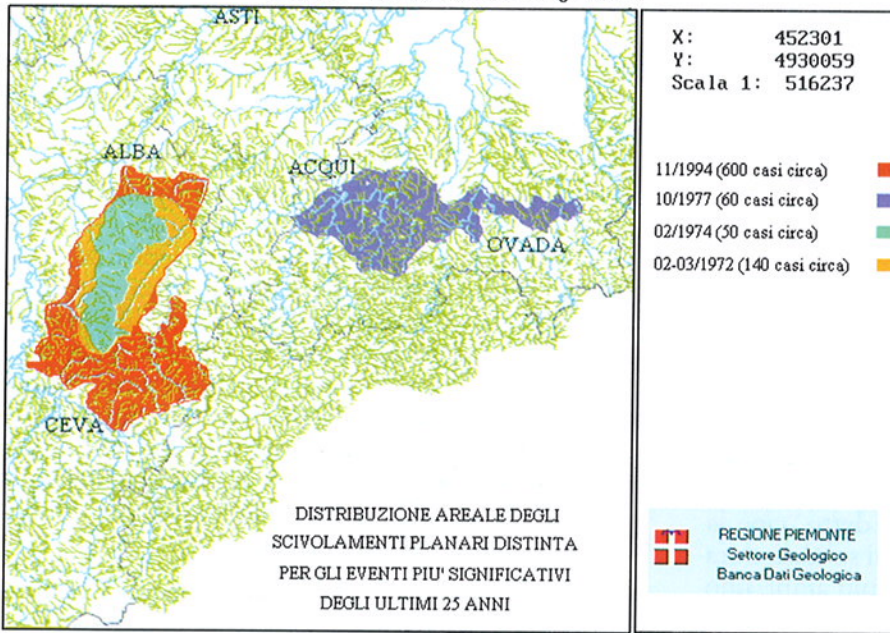 ASTI
ALBA
ACQUI
OVADA
CEVA
DISTRIBUZIONE AREALE DEGLI
SCIVOLAMENTI PLANARI DISTINTA
PER GLI EVENTI PIU' SIGNIFICATIVI
DEGLI ULTIMI 25 ANNI
X: 452301
Y: 4930059
Scala 1: 516237
11/1994 (600 casi circa)
10/1977 (60 casi circa)
02/1974 (50 casi circa)
02-03/1972 (140 casi circa)
REGIONE PIEMONTE
Settore Geologico
Banca Dati Geologica